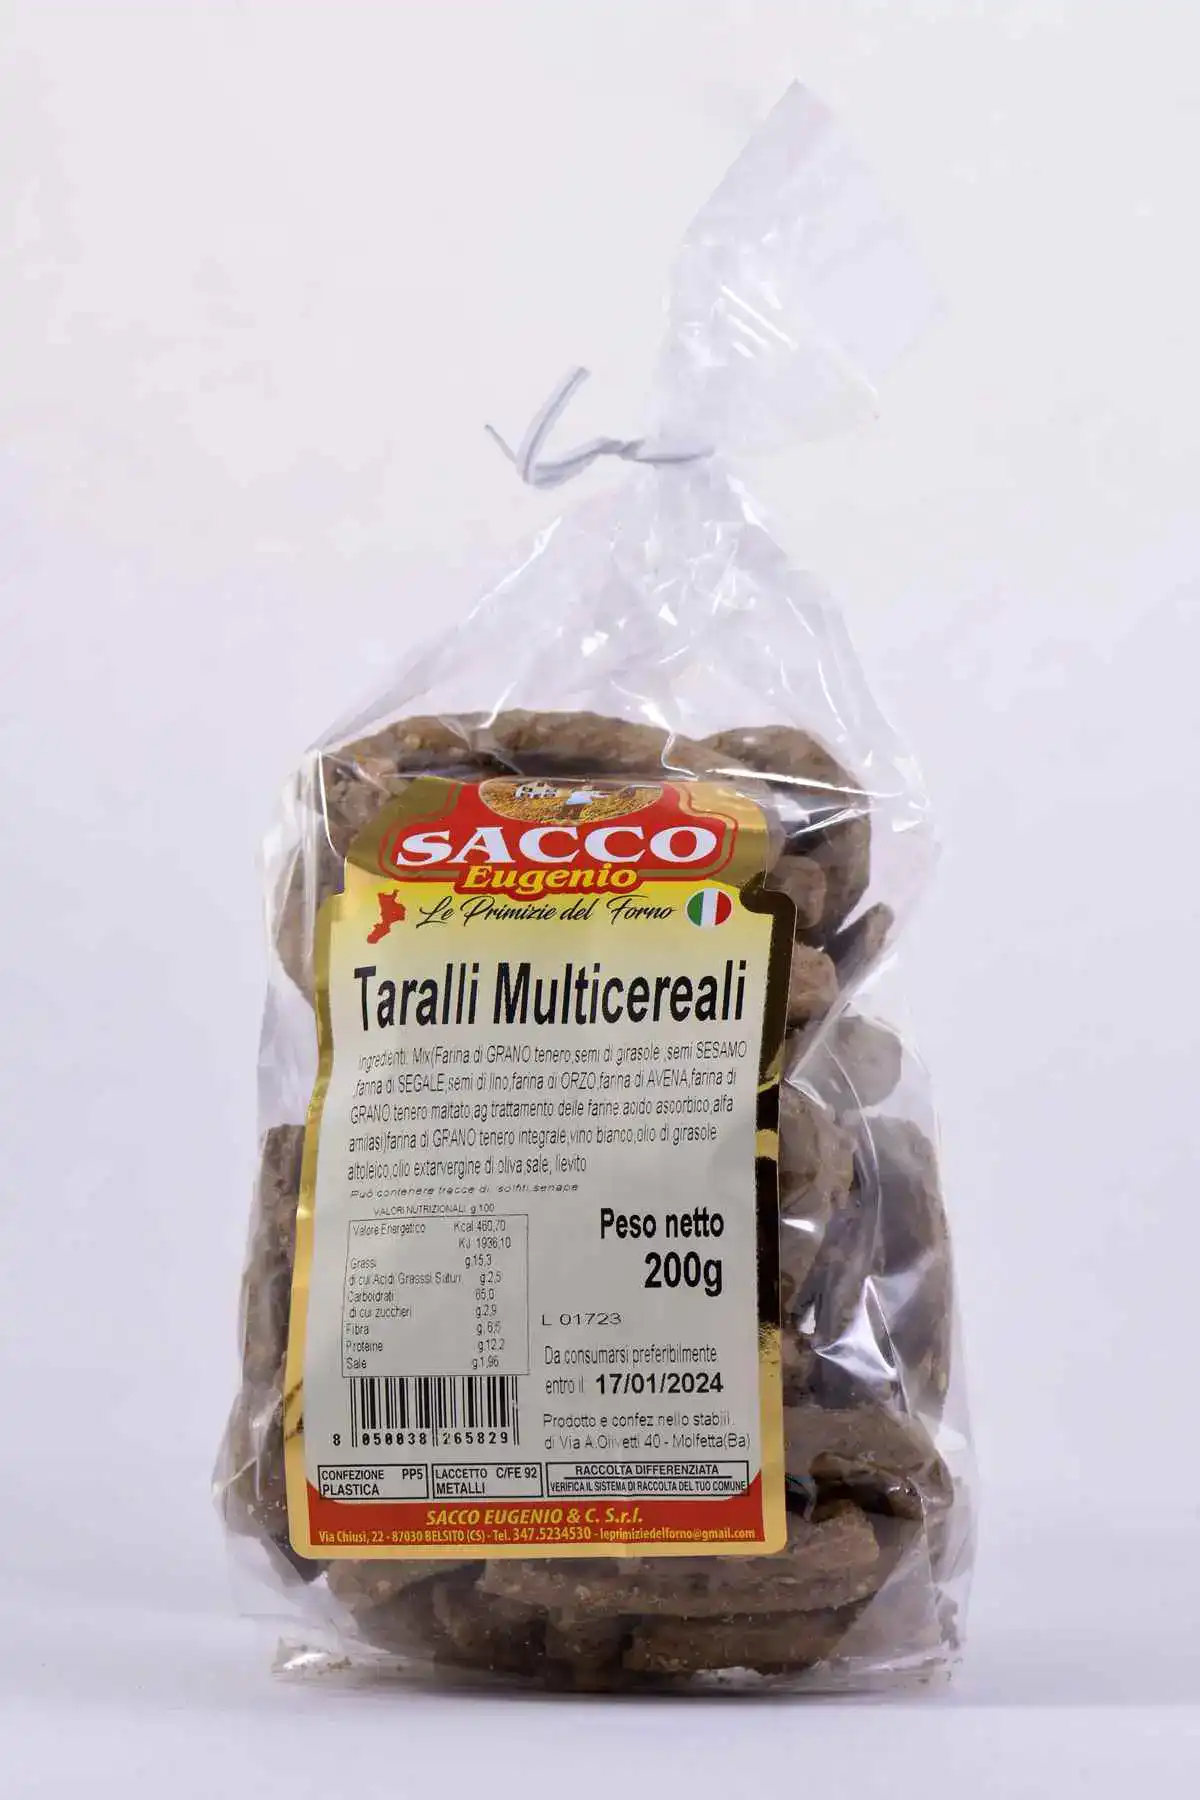 SACCO
Eugenio
Le Primizie del Forno
Taralli Multicereali
Ingredienti: Mix(Farina di GRANO tenero,semi di girasole ,semi SESAMO
,farina di SEGALE,semi di lino,farina di ORZO,farina di AVENA,farina di
GRANO tenero maltato,ag trattamento delle farine.acido ascorbico,alfa
amilasi)farina di GRANO tenero integrale,vino bianco,olio di girasole
altoleico,olio extarvergine di oliva,sale, lievito
Può contenere tracce di: solfiti,senape
VALORI NUTRIZIONALI g 100
Valore Energetico Kcal 460,70
KJ 1936,10
Grassi g.15,3
di cui Acidi Grasssi Saturi g.2,5
Carboidrati 65,0
di cui zuccheri g.2,9
Fibra g. 6,5
Proteine g.12,2
Sale g.1,96
Peso netto
200g
L 01723
Da consumarsi preferibilmente
entro il 17/01/2024
Prodotto e confez.nello stabil.
di Via A.Olivetti 40 - Molfetta(Ba)
8 050038 265829
CONFEZIONE PP5
PLASTICA
LACCETTO C/FE 92
METALLI
RACCOLTA DIFFERENZIATA
VERIFICA IL SISTEMA DI RACCOLTA DEL TUO COMUNE
SACCO EUGENIO & C. S.r.l.
Via Chiusi, 22 - 87030 BELSITO (CS) - Tel. 347.5234530 - leprimiziedelforno@gmail.com